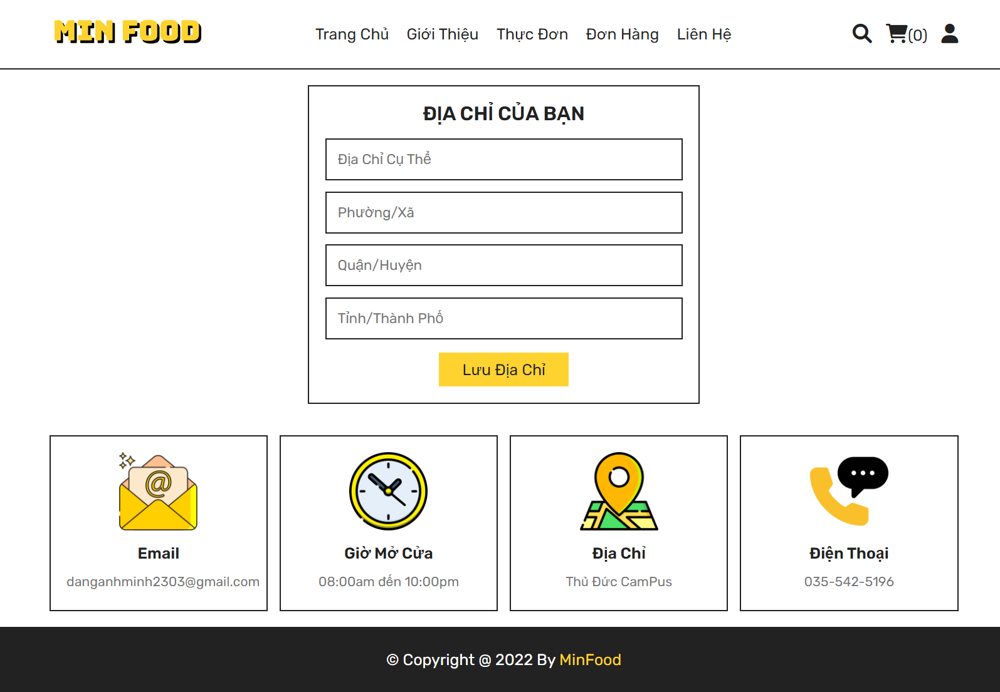 MIN FOOD
Trang Chủ Giới Thiệu Thực Đơn Đơn Hàng Liên Hệ (0)
ĐỊA CHỈ CỦA BẠN
Địa Chỉ Cụ Thể
Phường/Xã
Quận/Huyện
Tỉnh/Thành Phố
Lưu Địa Chỉ
@
Email
danganhminh2303@gmail.com
Giờ Mở Cửa
08:00am đến 10:00pm
Địa Chỉ
Thủ Đức CamPus
Điện Thoại
035-542-5196
© Copyright @ 2022 By MinFood